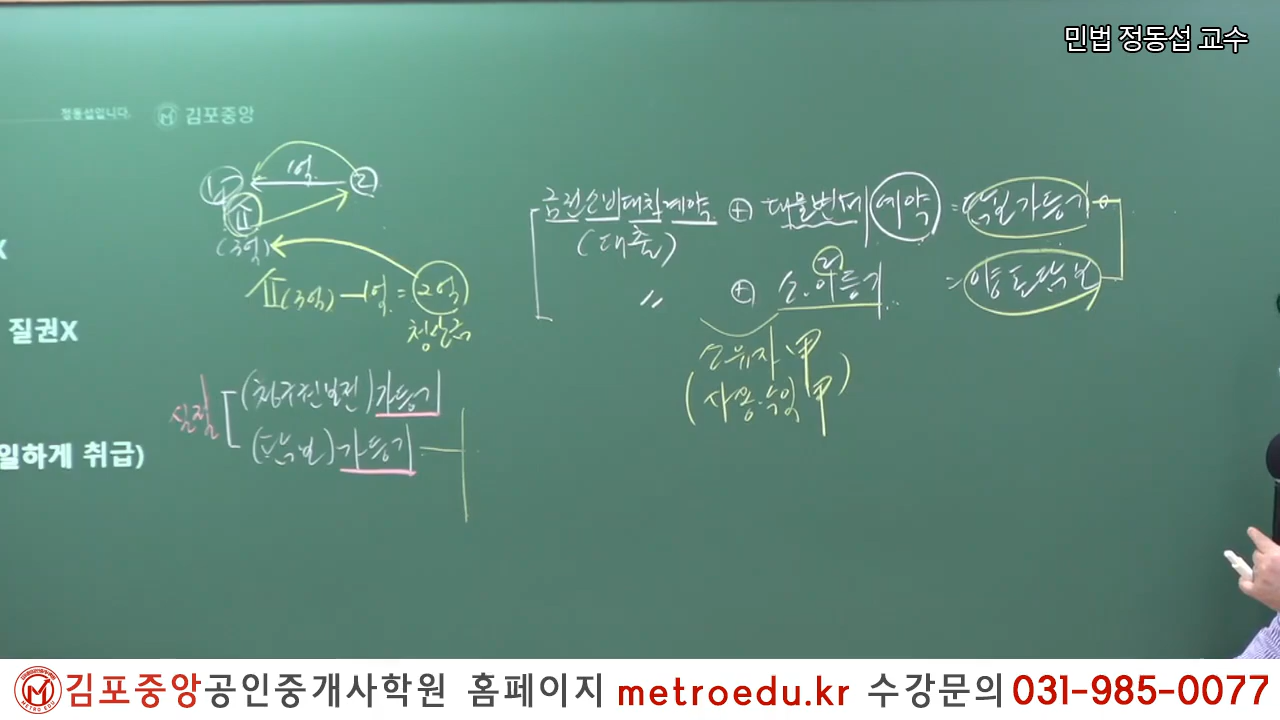 민법 정동섭 교수
정동섭입니다. 김포중앙
1억
2
(3억)
(3억) - 1억 = 2억
청산금
금전소비대차계약 ⊕ 대물변제 예약 = 담보가등기
(대출)
〃 ⊕ 소.이등기 = 양도담보
2
소유자 甲
(사용.수익 甲)
X
질권X
일하게 취급)
실질
(청구권보전)가등기
(담보)가등기
김포중앙공인중개사학원 홈페이지 metroedu.kr 수강문의 031-985-0077